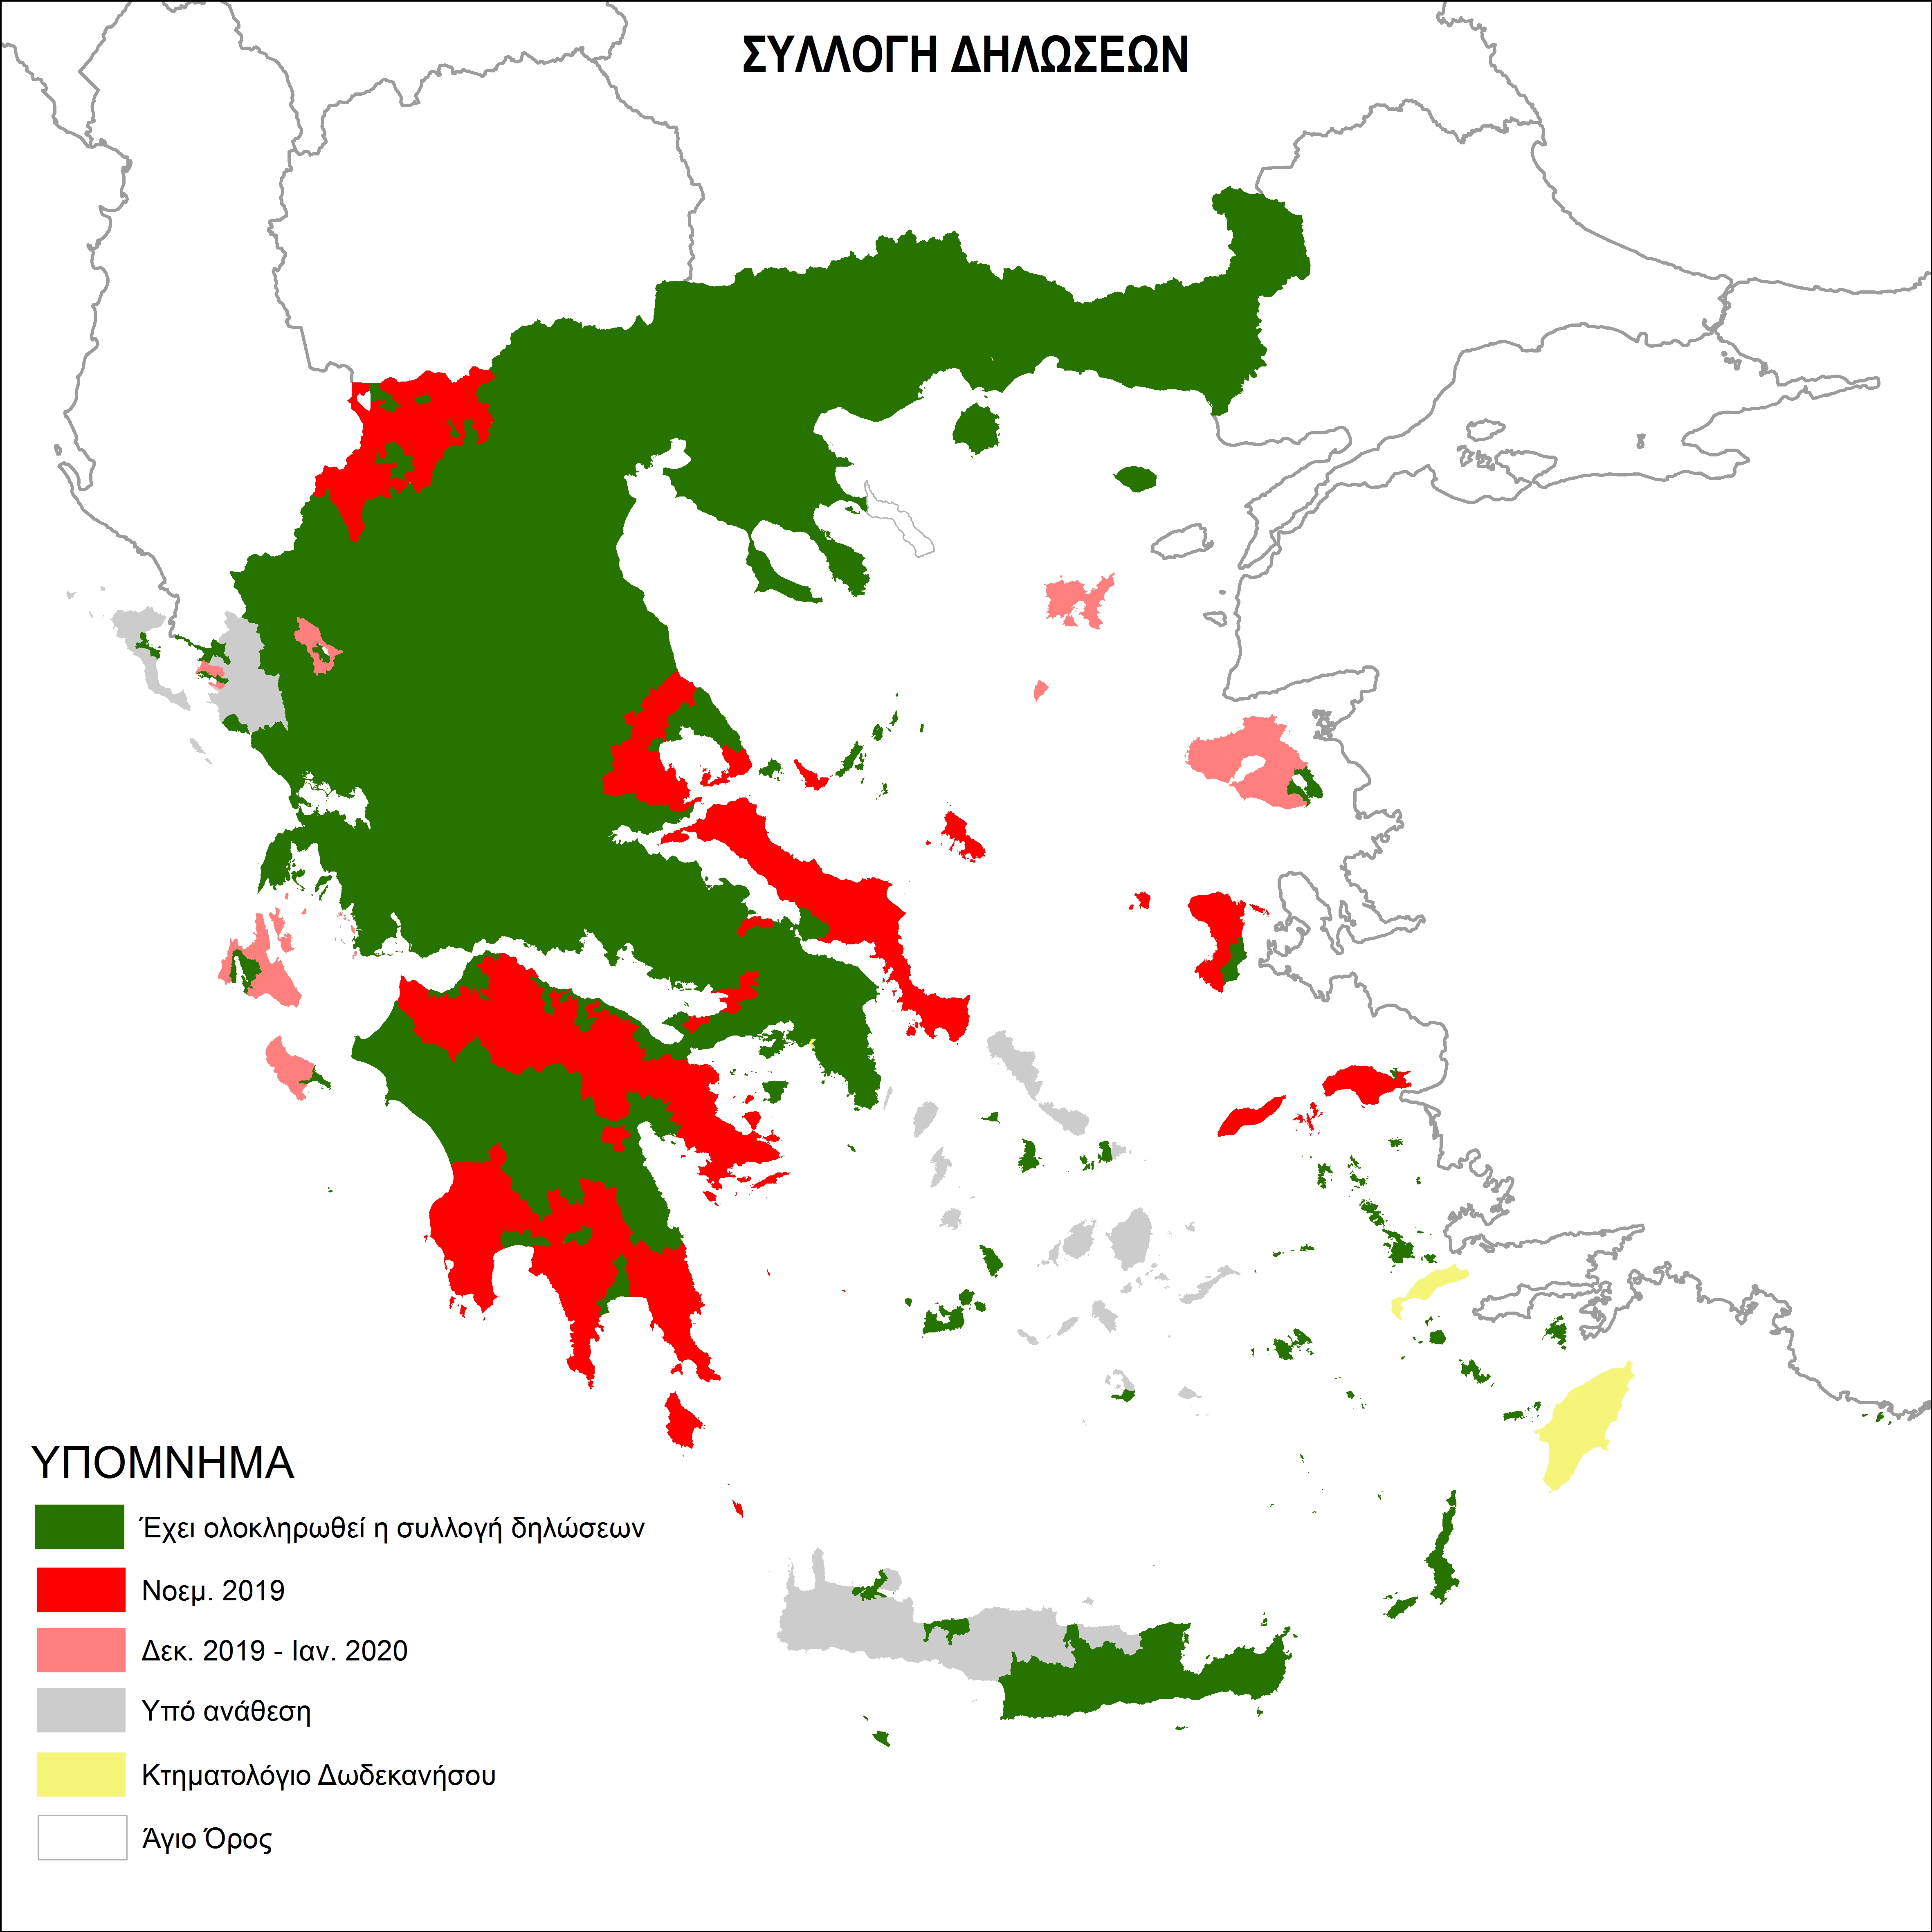 ΣΥΛΛΟΓΗ ΔΗΛΩΣΕΩΝ
ΥΠΟΜΝΗΜΑ
Έχει ολοκληρωθεί η συλλογή δηλώσεων
Νοεμ. 2019
Δεκ. 2019 - Ιαν. 2020
Υπό ανάθεση
Κτηματολόγιο Δωδεκανήσου
Άγιο Όρος